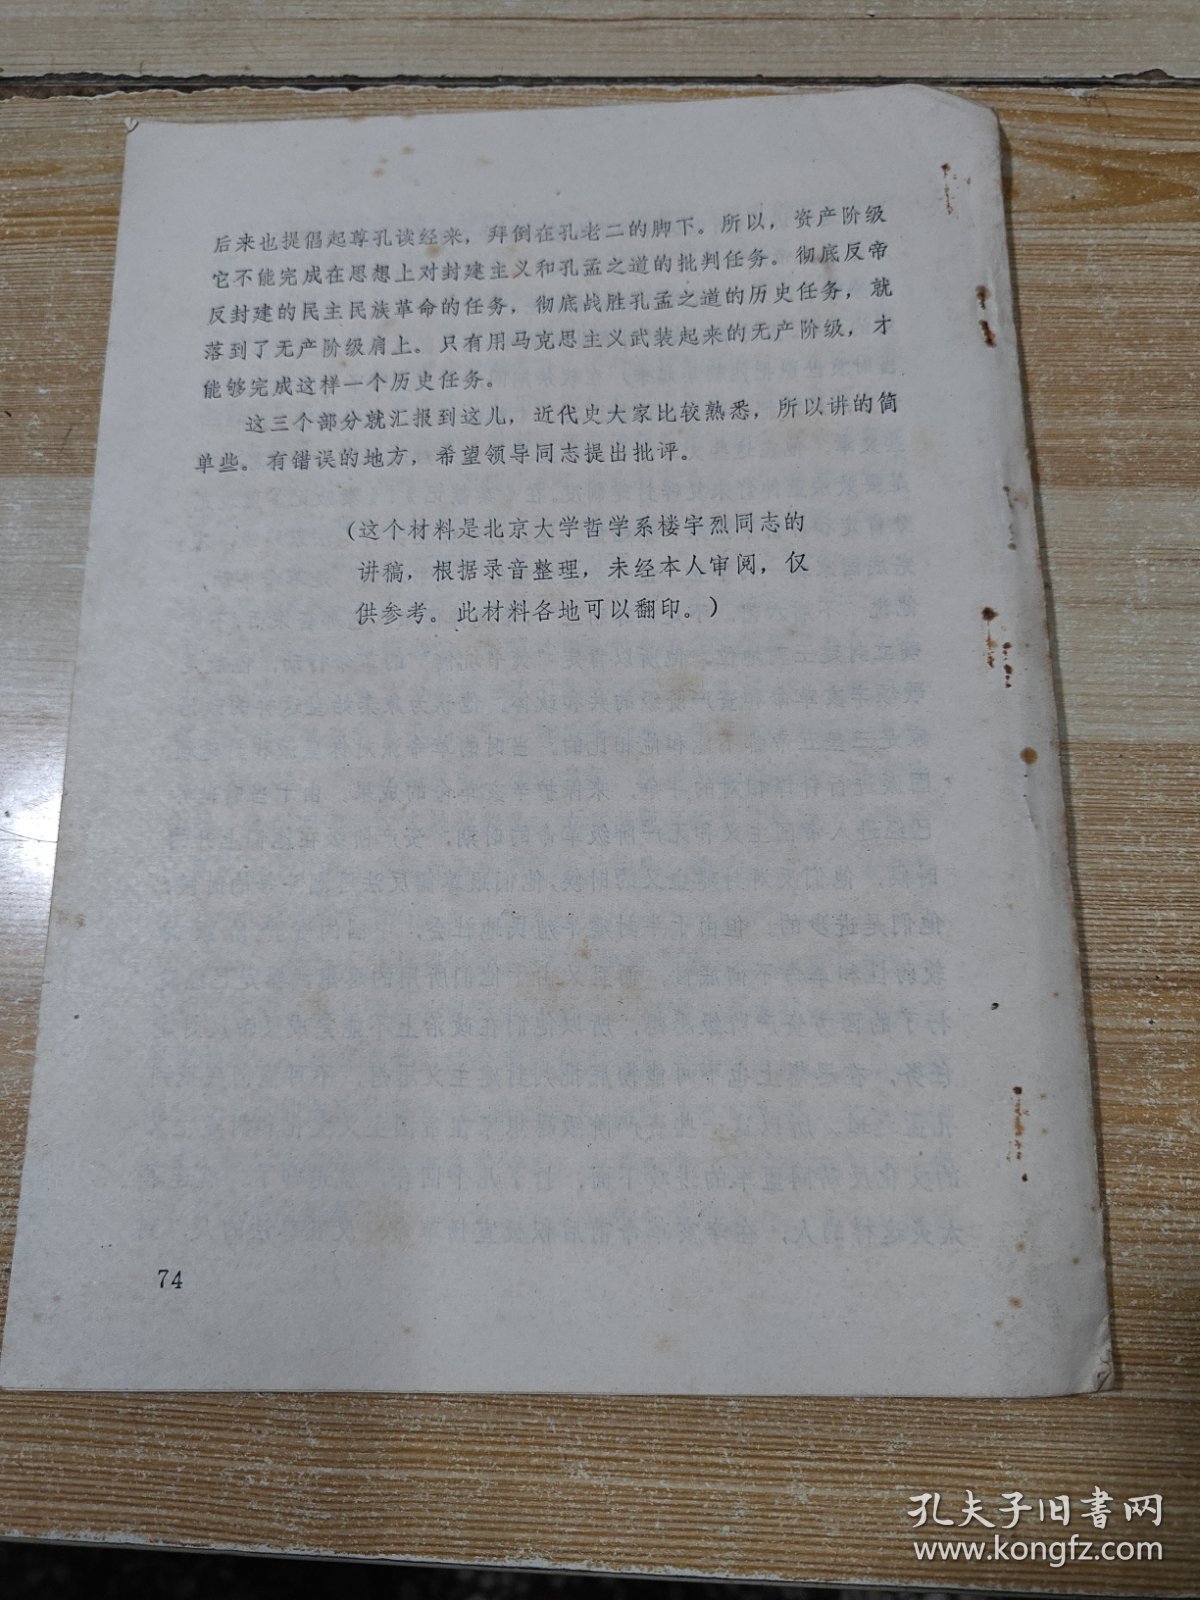 后来也提倡起尊孔读经来，拜倒在孔老二的脚下。所以，资产阶级
它不能完成在思想上对封建主义和孔孟之道的批判任务。彻底反帝
反封建的民主民族革命的任务，彻底战胜孔孟之道的历史任务，就
落到了无产阶级肩上。只有用马克思主义武装起来的无产阶级，才
能够完成这样一个历史任务。
这三个部分就汇报到这儿，近代史大家比较熟悉，所以讲的简
单些。有错误的地方，希望领导同志提出批评。
（这个材料是北京大学哲学系楼宇烈同志的
讲稿，根据录音整理，未经本人审阅，仅
供参考。此材料各地可以翻印。）
74
孔夫子旧书网
www.kongfz.com